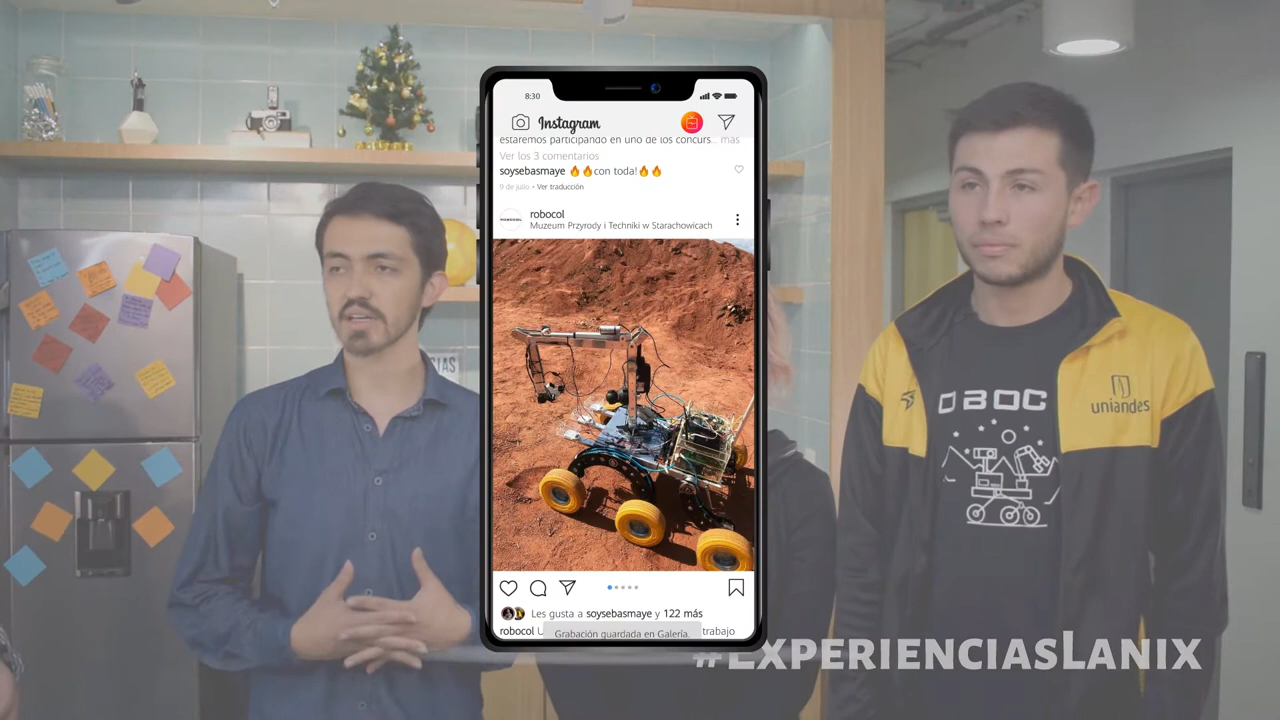 8:30
Instagram
estaremos participando en uno de los concurs... más
Ver los 3 comentarios
soysebasmaye 🔥🔥con toda!🔥🔥
9 de julio • Ver traducción
robocol
Muzeum Przyrody i Techniki w Starachowicach
Les gusta a soysebasmaye y 122 más
robocol U
trabajo
Grabación guardada en Galería.
OBOC
uniandes
#ExperienciasLanix